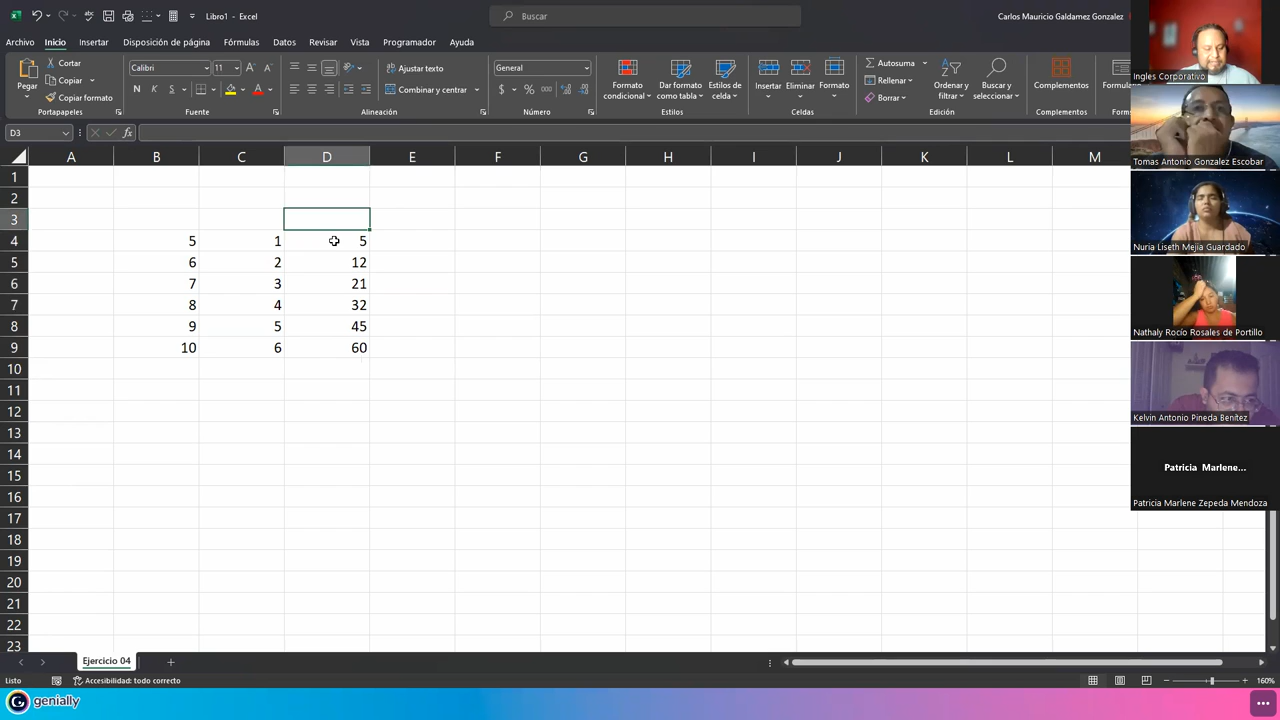 Libro1 - Excel
Buscar
Carlos Mauricio Galdamez Gonzalez
Archivo Inicio Insertar Disposición de página Fórmulas Datos Revisar Vista Programador Ayuda
Pegar
Cortar
Copiar
Copiar formato
Portapapeles
Calibri 11
N K S
Fuente
Ajustar texto
Combinar y centrar
Alineación
General
$ % 000
Número
Formato condicional
Dar formato como tabla
Estilos de celda
Estilos
Insertar
Eliminar
Formato
Celdas
Autosuma
Rellenar
Borrar
Ordenar y filtrar
Buscar y seleccionar
Edición
Complementos
Complementos
D3
fx
A B C D E F G H I J K L M
1
2
3
4 5 1 5
5 6 2 12
6 7 3 21
7 8 4 32
8 9 5 45
9 10 6 60
10
11
12
13
14
15
16
17
18
19
20
21
22
23
Ejercicio 04
Listo
Accesibilidad: todo correcto
160%
genially
Ingles Corporativo
Tomas Antonio Gonzalez Escobar
Nuria Liseth Mejia Guardado
Nathaly Rocío Rosales de Portillo
Kelvin Antonio Pineda Benítez
Patricia Marlene...
Patricia Marlene Zepeda Mendoza